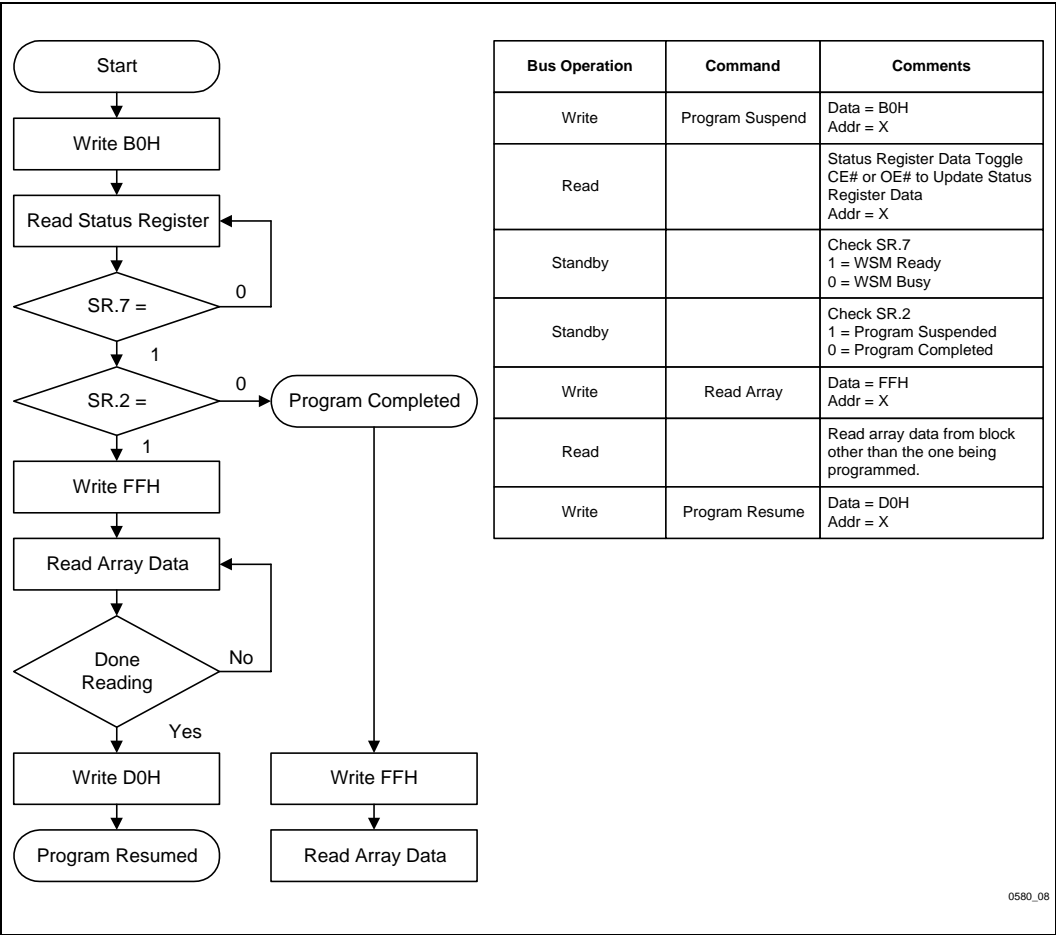 Start
Write B0H
Read Status Register
SR.7 =
0
1
SR.2 =
0
Program Completed
1
Write FFH
Read Array Data
Done
Reading
No
Yes
Write D0H
Write FFH
Program Resumed
Read Array Data
Bus Operation Command Comments
Write Program Suspend Data = B0H
Addr = X
Read Status Register Data Toggle
CE# or OE# to Update Status
Register Data
Addr = X
Standby Check SR.7
1 = WSM Ready
0 = WSM Busy
Standby Check SR.2
1 = Program Suspended
0 = Program Completed
Write Read Array Data = FFH
Addr = X
Read Read array data from block
other than the one being
programmed.
Write Program Resume Data = D0H
Addr = X
0580_08